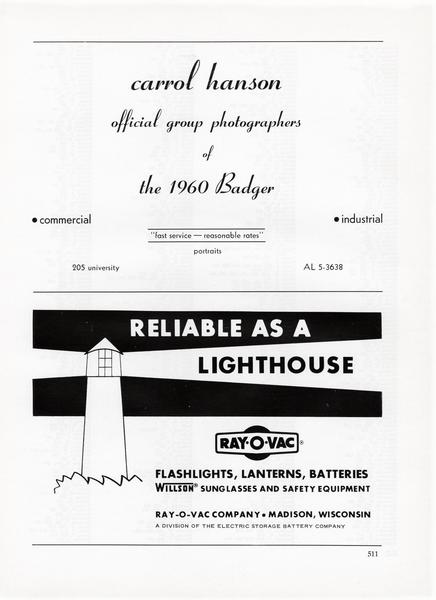 carrol hanson
official group photographers
of
the 1960 Badger
• commercial
• industrial
"fast service — reasonable rates"
portraits
205 university
AL 5-3638
RELIABLE AS A
LIGHTHOUSE
RAY-O-VAC®
FLASHLIGHTS, LANTERNS, BATTERIES
WILLSON® SUNGLASSES AND SAFETY EQUIPMENT
RAY-O-VAC COMPANY • MADISON, WISCONSIN
A DIVISION OF THE ELECTRIC STORAGE BATTERY COMPANY
511